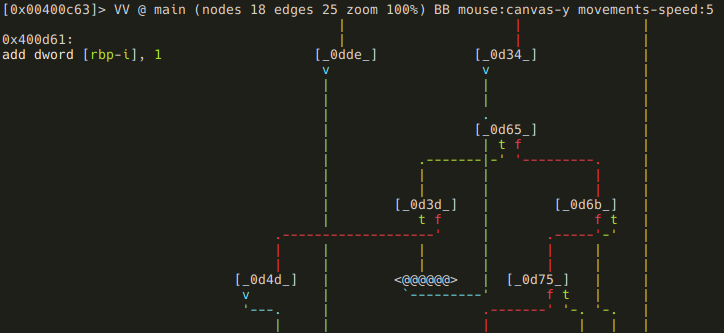 [0x00400c63]> VV @ main (nodes 18 edges 25 zoom 100%) BB mouse:canvas-y movements-speed:5
0x400d61:
add dword [rbp-i], 1
[_0dde_] [_0d34_]
v v
[_0d65_]
t f
[_0d3d_] [_0d6b_]
t f f t
[_0d4d_] <@@@@@@> [_0d75_]
v f t